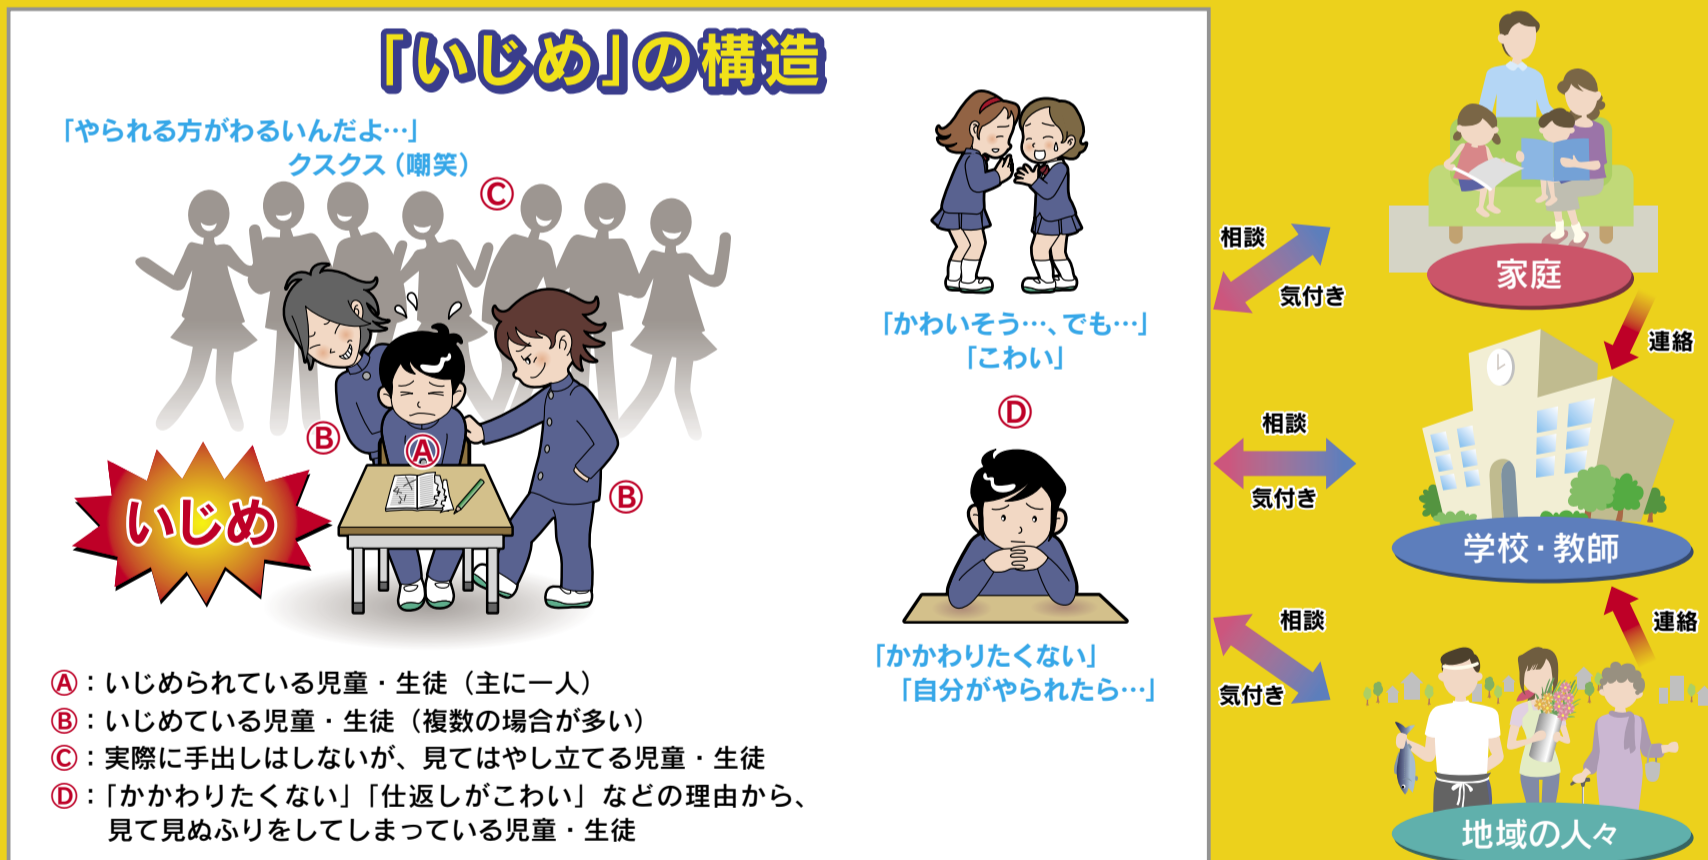 「いじめ」の構造
「やられる方がわるいんだよ…」
クスクス（嘲笑）
Ⓒ
Ⓑ
Ⓐ
Ⓑ
いじめ
「かわいそう…、でも…」
「こわい」
Ⓓ
「かかわりたくない」
「自分がやられたら…」
Ⓐ：いじめられている児童・生徒（主に一人）
Ⓑ：いじめている児童・生徒（複数の場合が多い）
Ⓒ：実際に手出しはしないが、見てはやし立てる児童・生徒
Ⓓ：「かかわりたくない」「仕返しがこわい」などの理由から、
見て見ぬふりをしてしまっている児童・生徒
相談
気付き
家庭
連絡
相談
気付き
学校・教師
相談
気付き
連絡
地域の人々